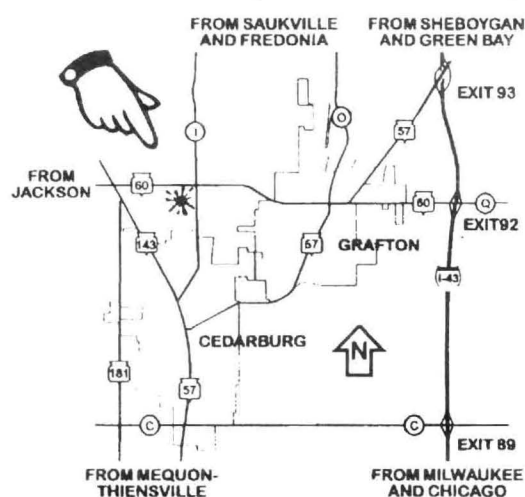 FROM SAUKVILLE
AND FREDONIA
FROM SHEBOYGAN
AND GREEN BAY
EXIT 93
I
O
57
FROM
JACKSON
60
60
Q
EXIT92
143
57
GRAFTON
I-43
CEDARBURG
N
181
57
C
C
EXIT 89
FROM MEQUON-
THIENSVILLE
FROM MILWAUKEE
AND CHICAGO